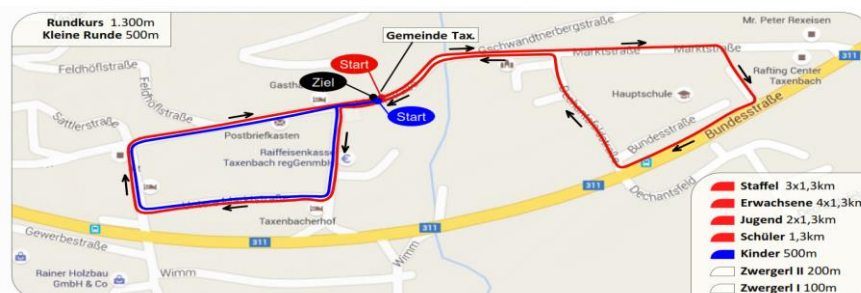 Rundkurs 1.300m
Kleine Runde 500m
Gemeinde Tax.
Gschwandtnerbergstraße
Mr. Peter Rexeisen
Marktstraße
Marktstraße
311
Rafting Center
Taxenbach
Feldhöflstraße
Start
Gasth
Ziel
Start
Hauptschule
Feldhöflstraße
Sattlerstraße
Postbriefkasten
Raiffeisenkasse
Taxenbach regGenmbH
Bundesstraße
Bundesstraße
Dechantsfeld
311
Taxenbacherhof
311
311
Gewerbestraße
Wimm
Wimm
Rainer Holzbau
GmbH & Co
Staffel 3x1,3km
Erwachsene 4x1,3km
Jugend 2x1.3km
Schüler 1,3km
Kinder 500m
Zwergerl II 200m
Zwergerl I 100m